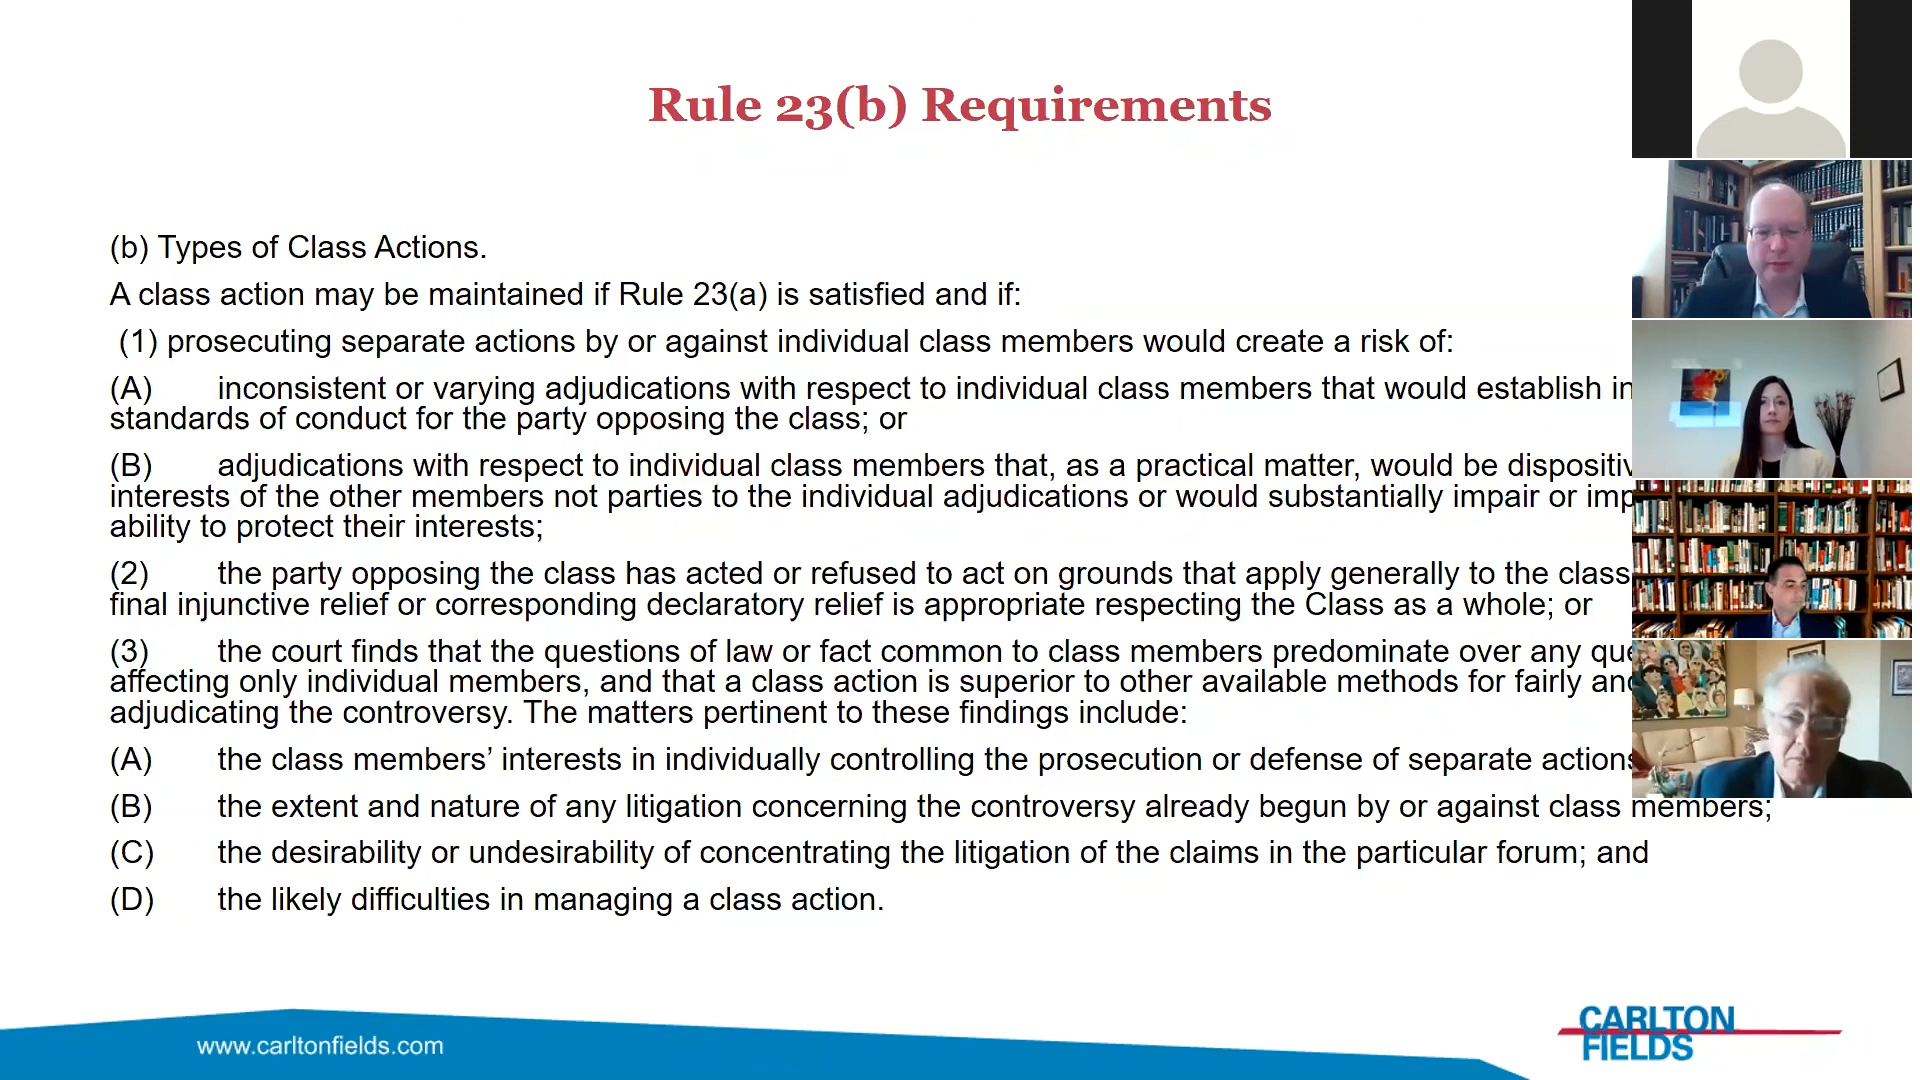 Rule 23(b) Requirements
(b) Types of Class Actions.
A class action may be maintained if Rule 23(a) is satisfied and if:
(1) prosecuting separate actions by or against individual class members would create a risk of:
(A) inconsistent or varying adjudications with respect to individual class members that would establish
standards of conduct for the party opposing the class; or
(B) adjudications with respect to individual class members that, as a practical matter, would be
interests of the other members not parties to the individual adjudications or would substantially impair or
ability to protect their interests;
(2) the party opposing the class has acted or refused to act on grounds that apply generally to the class
final injunctive relief or corresponding declaratory relief is appropriate respecting the Class as a whole; or
(3) the court finds that the questions of law or fact common to class members predominate over any
affecting only individual members, and that a class action is superior to other available methods for fairly
adjudicating the controversy. The matters pertinent to these findings include:
(A) the class members’ interests in individually controlling the prosecution or defense of separate actions
(B) the extent and nature of any litigation concerning the controversy already begun by or against class members;
(C) the desirability or undesirability of concentrating the litigation of the claims in the particular forum; and
(D) the likely difficulties in managing a class action.
www.carltonfields.com
CARLTON
FIELDS